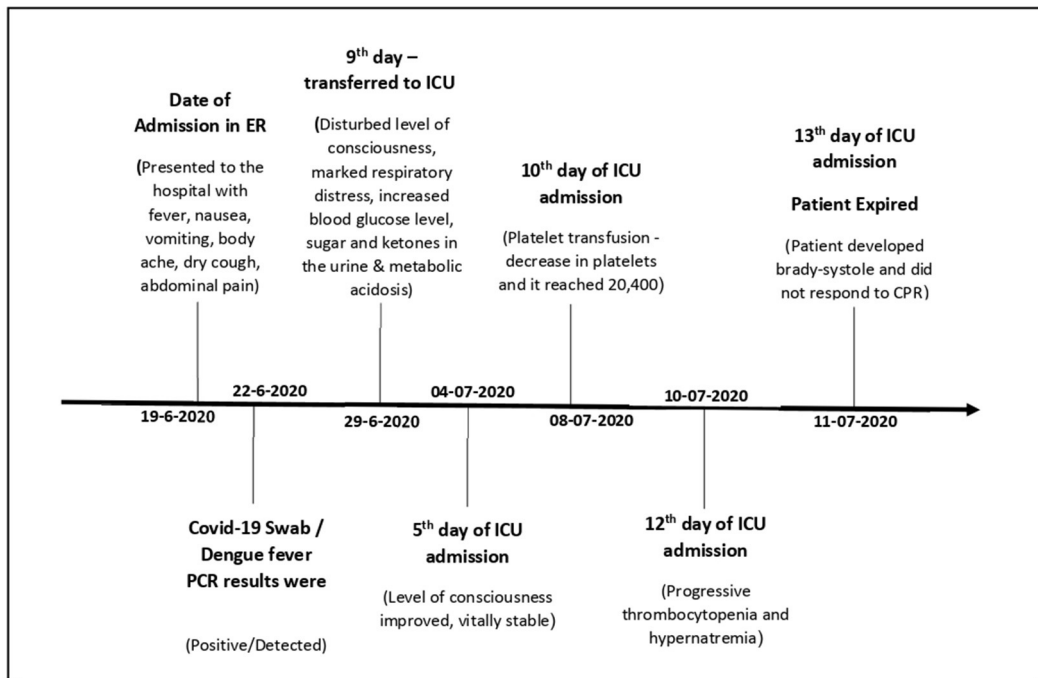 Date of
Admission in ER
(Presented to the
hospital with
fever, nausea,
vomiting, body
ache, dry cough,
abdominal pain)
9th day –
transferred to ICU
(Disturbed level of
consciousness,
marked respiratory
distress, increased
blood glucose level,
sugar and ketones in
the urine & metabolic
acidosis)
10th day of ICU
admission
(Platelet transfusion -
decrease in platelets
and it reached 20,400)
13th day of ICU
admission
Patient Expired
(Patient developed
brady-systole and did
not respond to CPR)
19-6-2020
22-6-2020
29-6-2020
04-07-2020
08-07-2020
10-07-2020
11-07-2020
Covid-19 Swab /
Dengue fever
PCR results were
(Positive/Detected)
5th day of ICU
admission
(Level of consciousness
improved, vitally stable)
12th day of ICU
admission
(Progressive
thrombocytopenia and
hypernatremia)